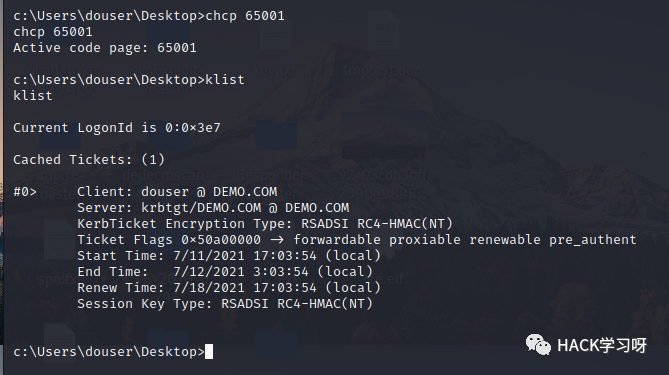 c:\Users\douser\Desktop>chcp 65001
chcp 65001
Active code page: 65001
c:\Users\douser\Desktop>klist
klist
Current LogonId is 0:0×3e7
Cached Tickets: (1)
#0> Client: douser @ DEMO.COM
Server: krbtgt/DEMO.COM @ DEMO.COM
KerbTicket Encryption Type: RSADSI RC4-HMAC(NT)
Ticket Flags 0×50a00000 → forwardable proxiable renewable pre_authent
Start Time: 7/11/2021 17:03:54 (local)
End Time: 7/12/2021 3:03:54 (local)
Renew Time: 7/18/2021 17:03:54 (local)
Session Key Type: RSADSI RC4-HMAC(NT)
c:\Users\douser\Desktop>
HACK学习呀